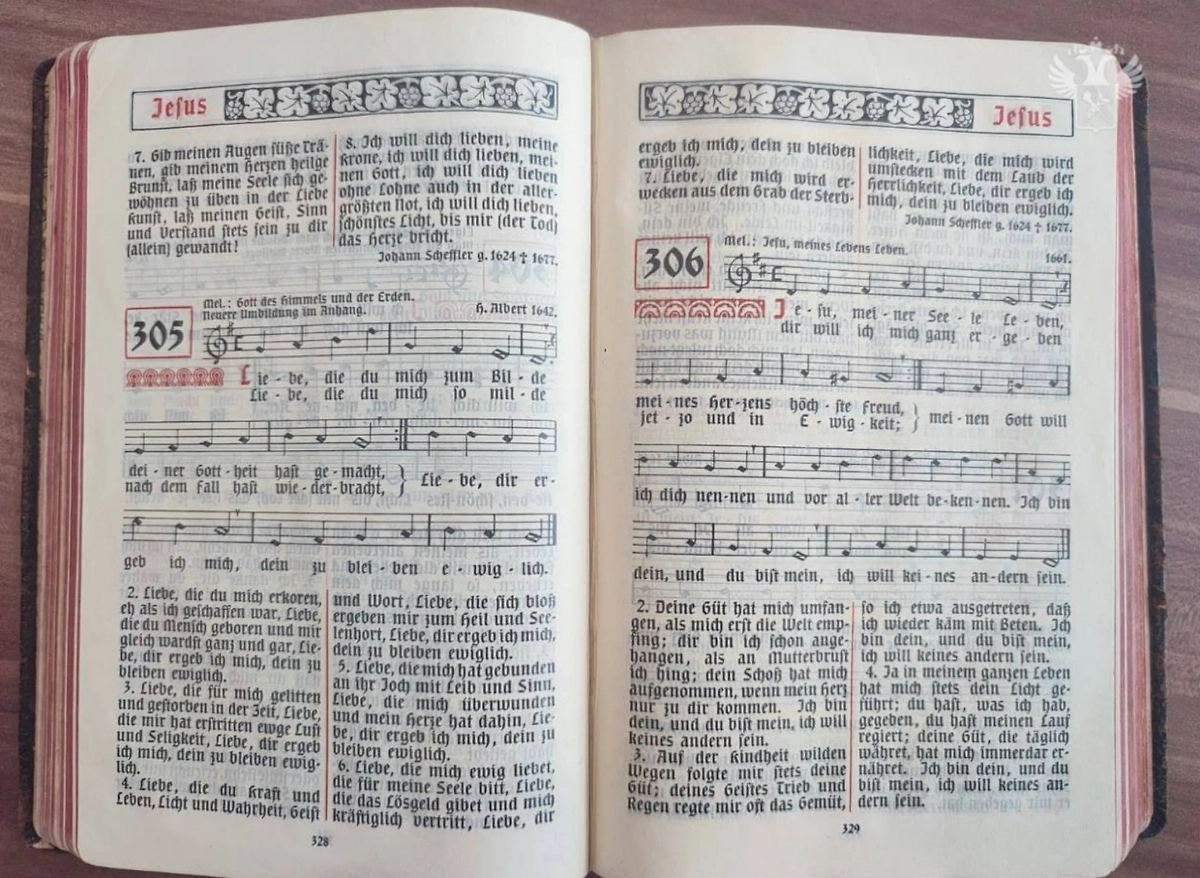 Jesus
7. Gib meinen Augen süße Trä-
nen, gib meinem Herzen heilge
Brunst, laß meine Seele sich ge-
wöhnen zu üben in der Liebe
Kunst, laß meinen Geist, Sinn
und Verstand stets sein zu dir
(allein) gewandt!
8. Ich will dich lieben, meine
Krone, ich will dich lieben, mei-
nen Gott, ich will dich lieben
ohne Lohne auch in der aller-
größten Not, ich will dich lieben,
schönstes Licht, bis mir (der Tod)
das Herze bricht.
Johann Scheffler g. 1624 † 1677.
305
Mel.: Gott des Himmels und der Erden.
Neuere Umbildung im Anhang.
H. Albert 1642.
Lie - be, die du mich zum Bil - de
Lie - be, die du mich so mil - de
dei - ner Gott - heit hast ge - macht,
nach dem Fall hast wie - der - bracht,
Lie - be, dir er-
geb ich mich, dein zu blei - ben e - wig - lich.
2. Liebe, die du mich erkoren,
eh als ich geschaffen war, Liebe,
die du Mensch geboren und mir
gleich wardst ganz und gar, Lie-
be, dir ergeb ich mich, dein zu
bleiben ewiglich.
3. Liebe, die für mich gelitten
und gestorben in der Zeit, Liebe,
die mir hat erstritten ewge Lust
und Seligkeit, Liebe, dir ergeb
ich mich, dein zu bleiben ewig-
lich.
4. Liebe, die du Kraft und
Leben, Licht und Wahrheit, Geist
und Wort, Liebe, die sich bloß
ergeben mir zum Heil und See-
lenhort, Liebe, dir ergeb ich mich,
dein zu bleiben ewiglich.
5. Liebe, die mich hat gebunden
an ihr Joch mit Leib und Sinn,
Liebe, die mich überwunden
und mein Herze hat dahin, Lie-
be, dir ergeb ich mich, dein zu
bleiben ewiglich.
6. Liebe, die mich ewig liebet,
die für meine Seele bitt, Liebe,
die das Lösgeld gibet und mich
kräftiglich vertritt, Liebe, dir
328
Jesus
ergeb ich mich, dein zu bleiben
ewiglich.
7. Liebe, die mich wird er-
wecken aus dem Grab der Sterb-
lichkeit, Liebe, die mich wird
umstecken mit dem Laub der
Herrlichkeit, Liebe, dir ergeb ich
mich, dein zu bleiben ewiglich.
Johann Scheffler g. 1624 † 1677.
306
Mel.: Jesu, meines Lebens Leben.
1661.
Je - su, mei - ner See - le Le - ben,
dir will ich mich ganz er - ge - ben
mei - nes Her - zens höch - ste Freud,
jet - zo und in E - wig - keit;
mei - nen Gott will
ich dich nen - nen und vor al - ler Welt be - ken - nen. Ich bin
dein, und du bist mein, ich will kei - nes an - dern sein.
2. Deine Güt hat mich umfan-
gen, als mich erst die Welt emp-
fing; dir bin ich schon ange-
hangen, als an Mutterbrust
ich hing; dein Schoß hat mich
aufgenommen, wenn mein Herz
nur zu dir kommen. Ich bin
dein, und du bist mein, ich will
keines andern sein.
3. Auf der Kindheit wilden
Wegen folgte mir stets deine
Güt; deines Geistes Trieb und
Regen regte mir oft das Gemüt,
so ich etwa ausgetreten, daß
ich wieder käm mit Beten. Ich
bin dein, und du bist mein,
ich will keines andern sein.
4. Ja in meinem ganzen Leben
hat mich stets dein Licht ge-
führt; du hast, was ich hab,
gegeben, du hast meinen Lauf
regiert; deine Güt, die täglich
währet, hat mich immerdar er-
nähret. Ich bin dein, und du
bist mein, ich will keines an-
dern sein.
329